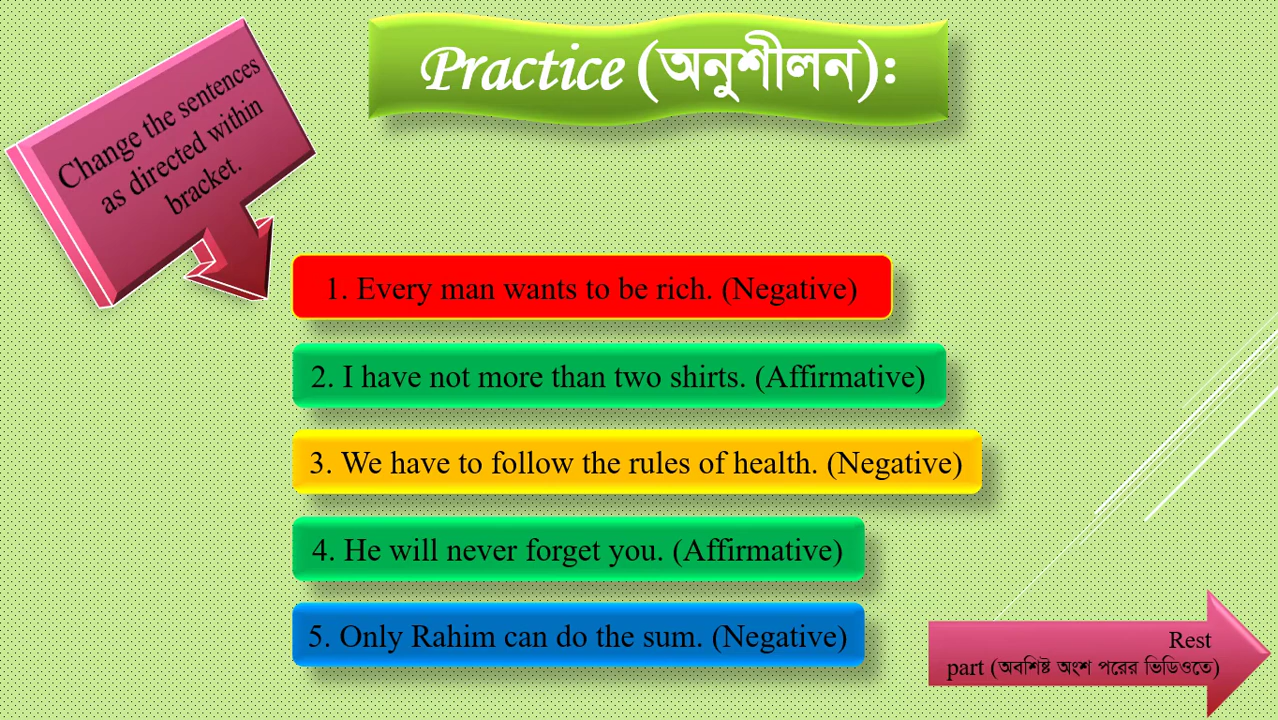 Practice (অনুশীলন)ঃ
Change the sentences
as directed within
bracket.
1. Every man wants to be rich. (Negative)
2. I have not more than two shirts. (Affirmative)
3. We have to follow the rules of health. (Negative)
4. He will never forget you. (Affirmative)
5. Only Rahim can do the sum. (Negative)
Rest
part (অবশিষ্ট অংশ পরের ভিডিওতে)